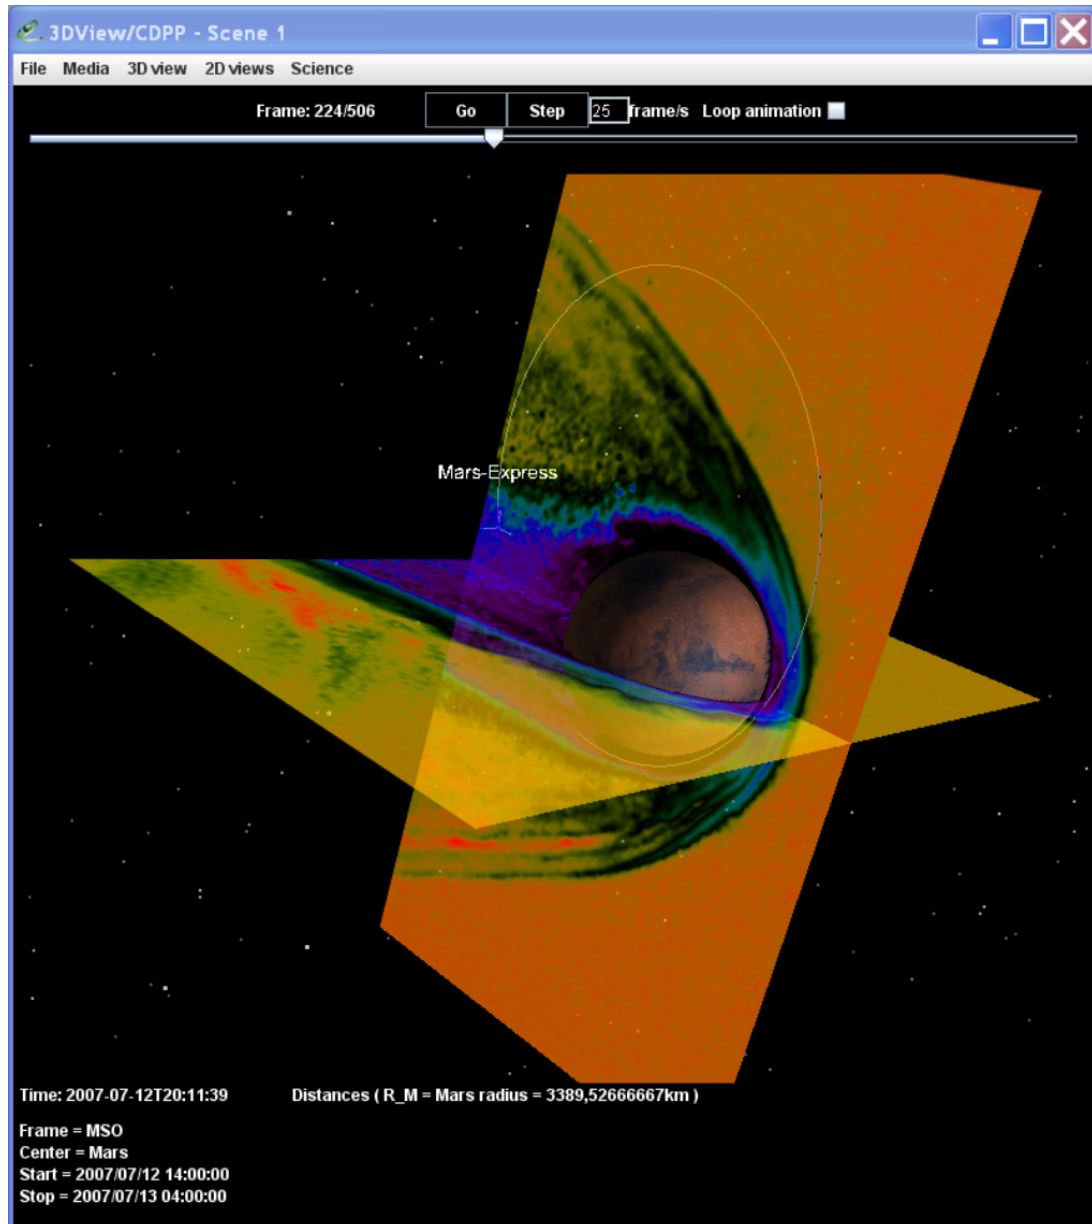 3DView/CDPP - Scene 1
File Media 3D view 2D views Science
Frame: 224/506 Go Step 25 frame/s Loop animation
Mars-Express
Time: 2007-07-12T20:11:39 Distances ( R_M = Mars radius = 3389,52666667km )
Frame = MSO
Center = Mars
Start = 2007/07/12 14:00:00
Stop = 2007/07/13 04:00:00